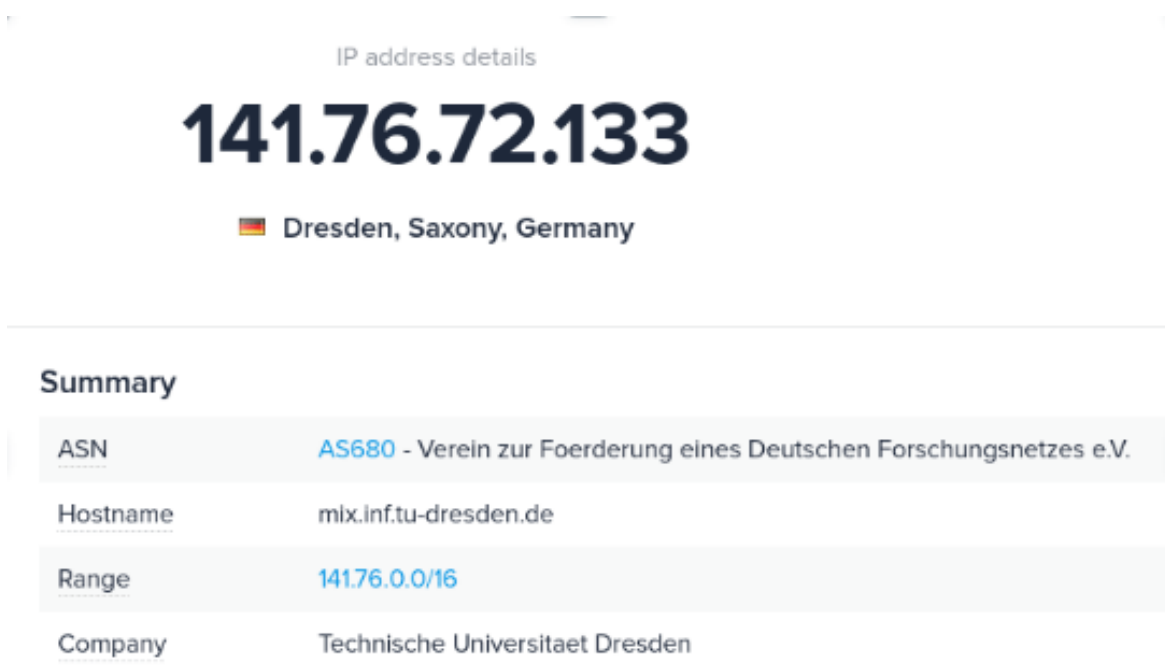 IP address details
141.76.72.133
Dresden, Saxony, Germany
Summary
ASN AS680 - Verein zur Foerderung eines Deutschen Forschungsnetzes e.V.
Hostname mix.inf.tu-dresden.de
Range 141.76.0.0/16
Company Technische Universitaet Dresden